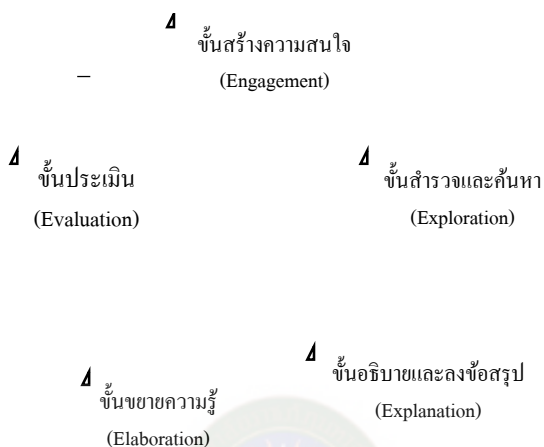 ขั้นสร้างความสนใจ
(Engagement)
ขั้นประเมิน
(Evaluation)
ขั้นสำรวจและค้นหา
(Exploration)
ขั้นอธิบายและลงข้อสรุป
(Explanation)
ขั้นขยายความรู้
(Elaboration)